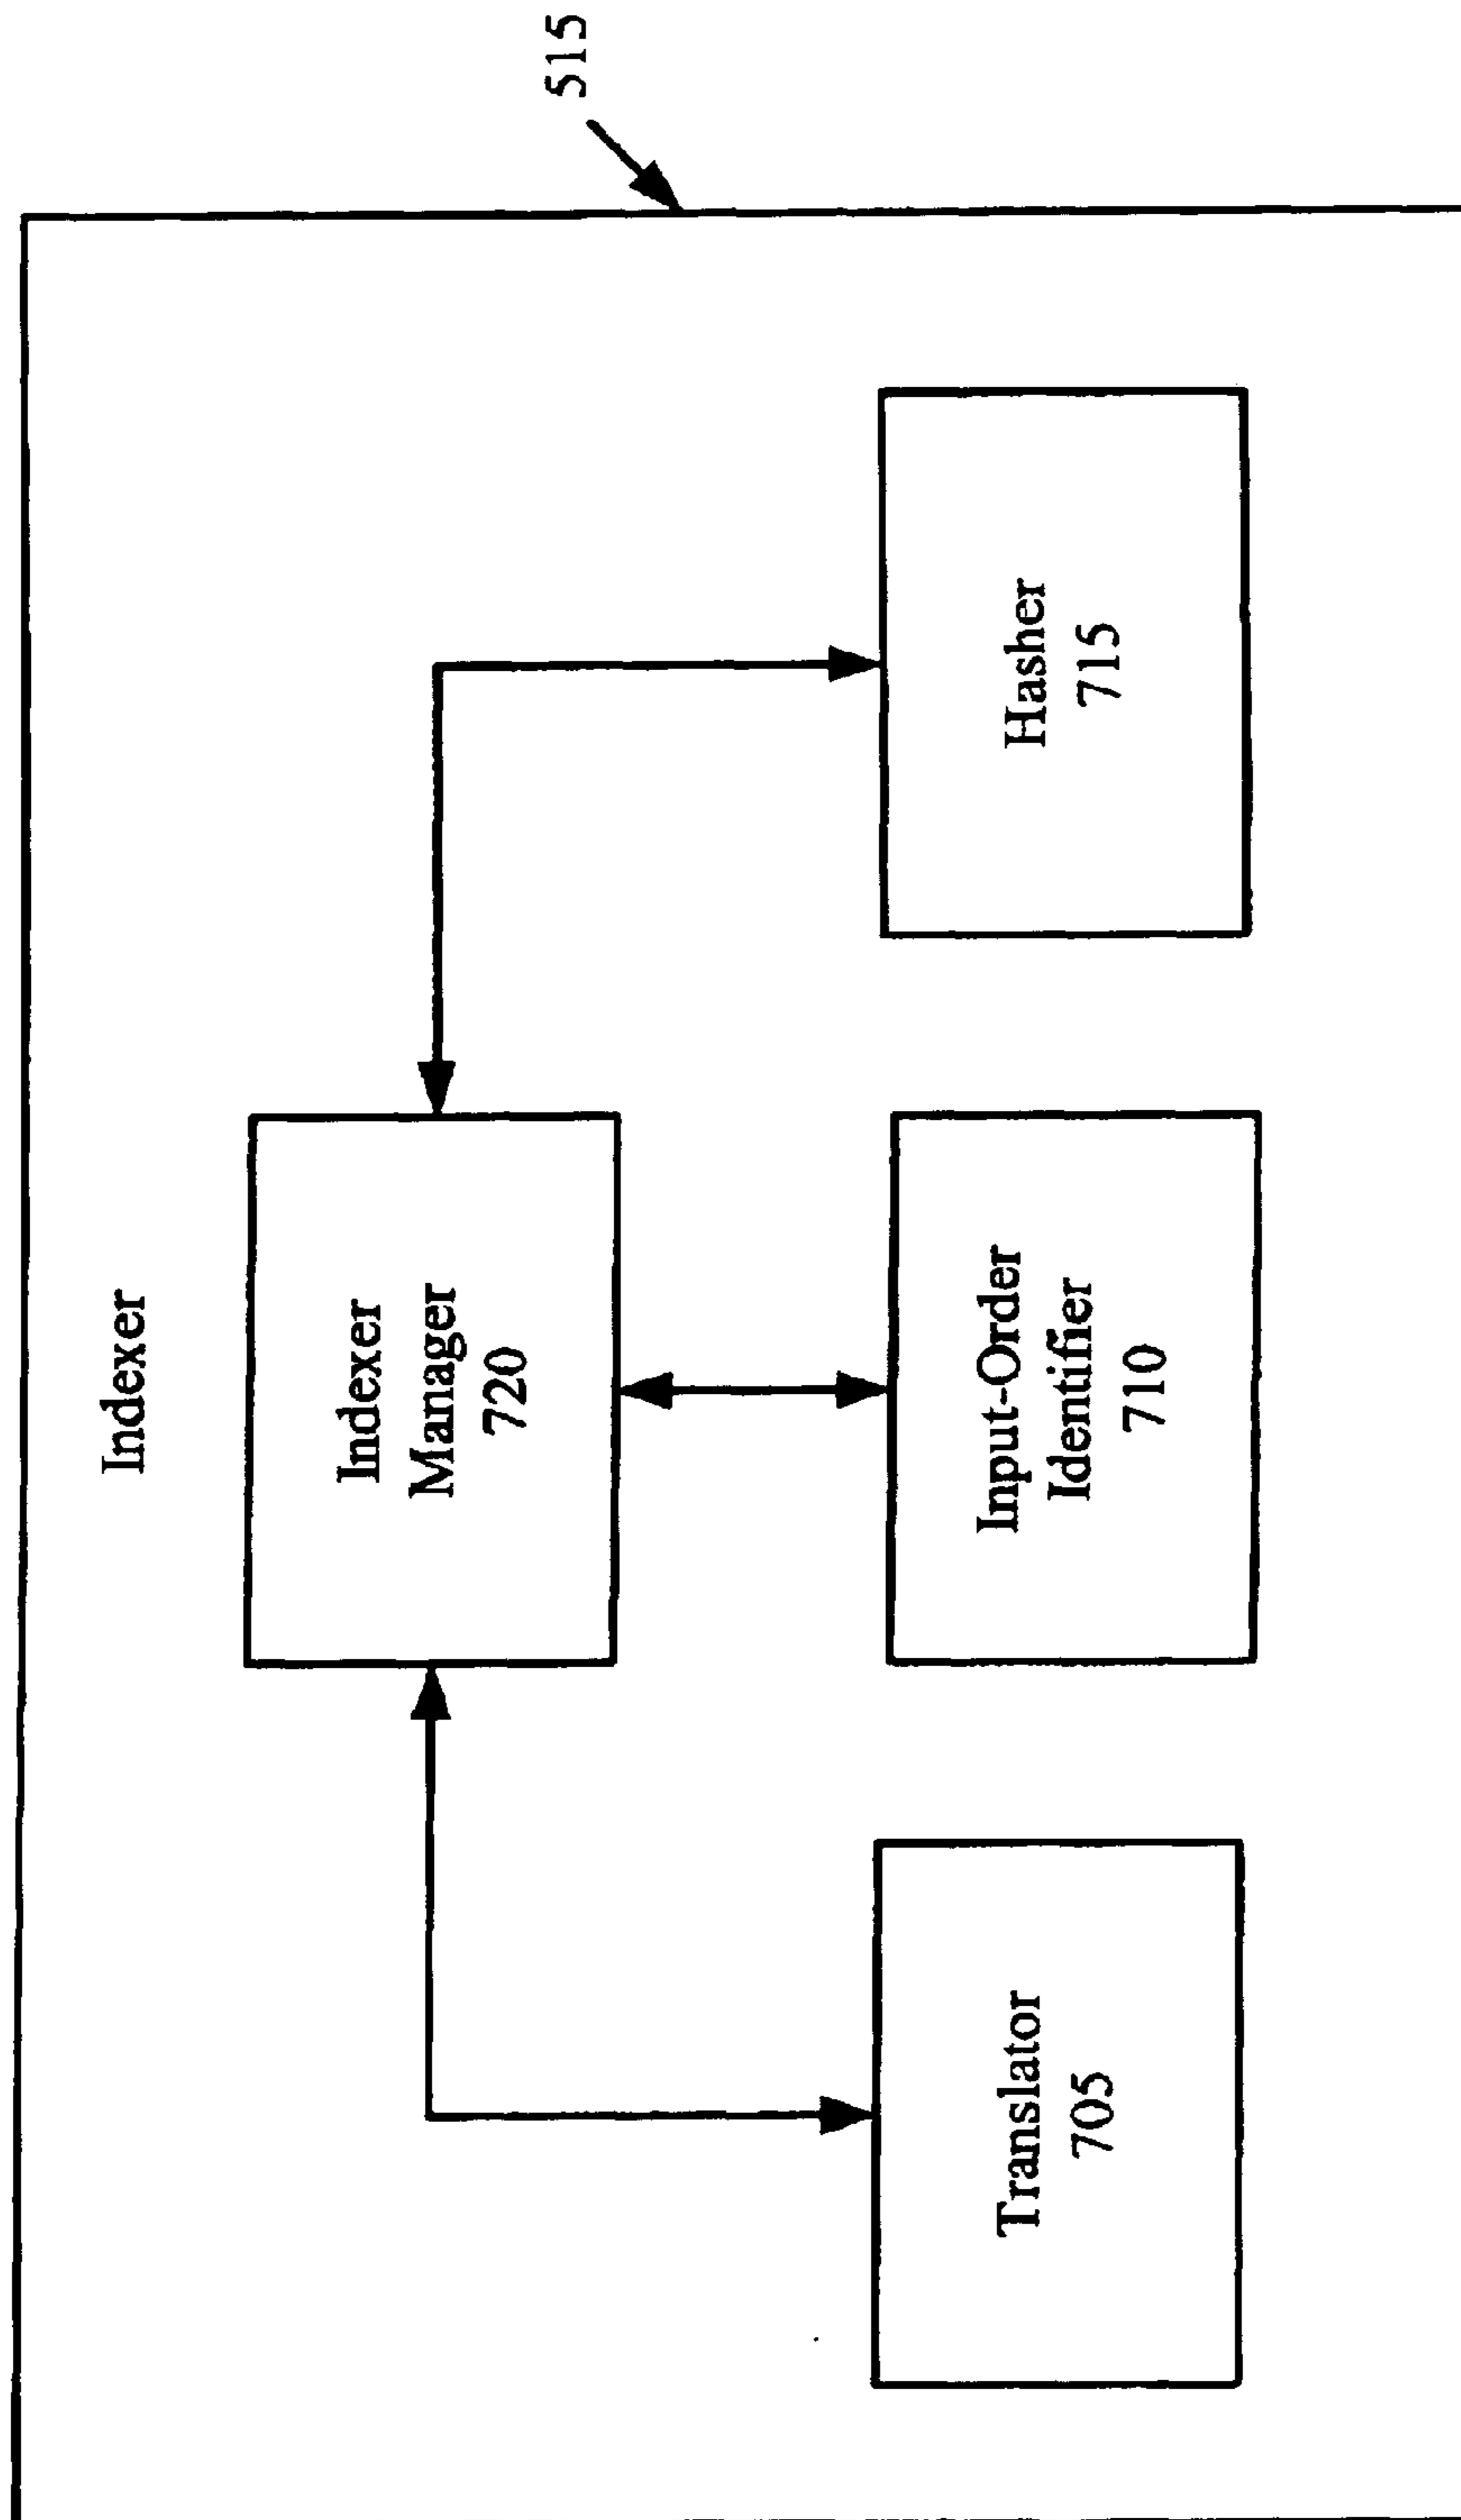 515
Indexer
Indexer
Manager
720
Translator
705
Input-Order
Identifier
710
Hasher
715